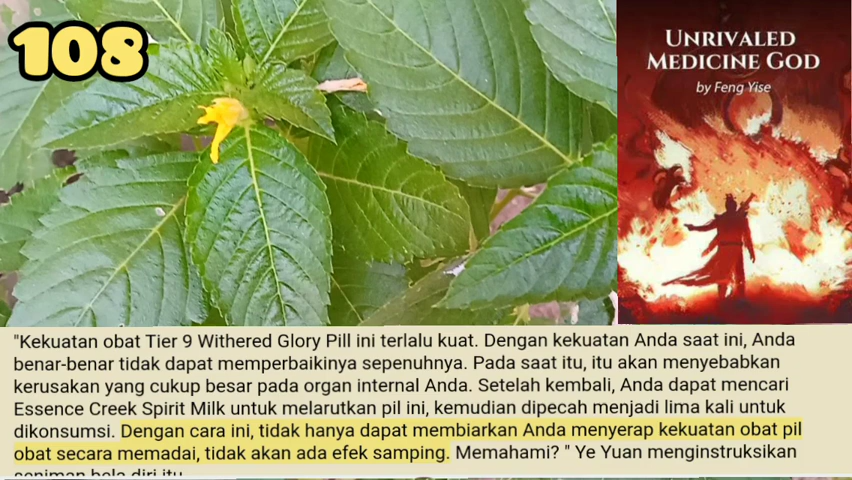 108
UNRIVALED
MEDICINE GOD
by Feng Yise
"Kekuatan obat Tier 9 Withered Glory Pill ini terlalu kuat. Dengan kekuatan Anda saat ini, Anda
benar-benar tidak dapat memperbaikinya sepenuhnya. Pada saat itu, itu akan menyebabkan
kerusakan yang cukup besar pada organ internal Anda. Setelah kembali, Anda dapat mencari
Essence Creek Spirit Milk untuk melarutkan pil ini, kemudian dipecah menjadi lima kali untuk
dikonsumsi. Dengan cara ini, tidak hanya dapat membiarkan Anda menyerap kekuatan obat pil
obat secara memadai, tidak akan ada efek samping. Memahami? " Ye Yuan menginstruksikan
seniman bela diri itu